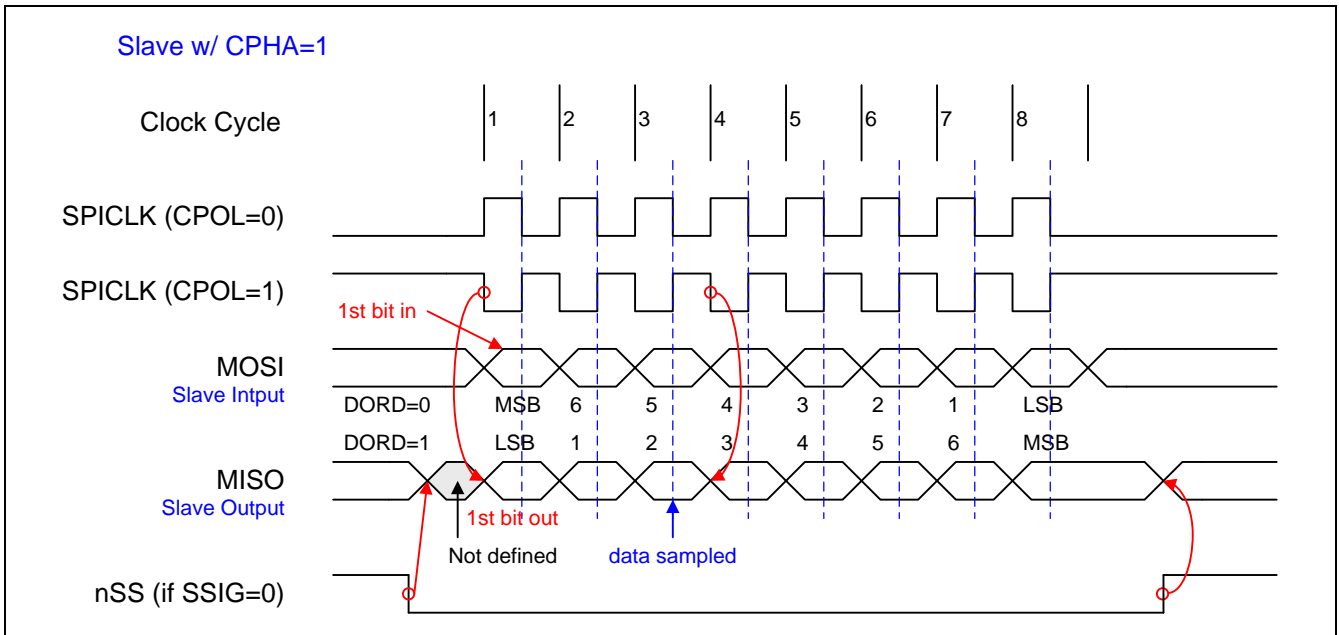 Slave w/ CPHA=1
Clock Cycle
1 2 3 4 5 6 7 8
SPICLK (CPOL=0)
SPICLK (CPOL=1)
1st bit in
MOSI
Slave Intput
DORD=0 MSB 6 5 4 3 2 1 LSB
DORD=1 LSB 1 2 3 4 5 6 MSB
MISO
Slave Output
1st bit out
Not defined
data sampled
nSS (if SSIG=0)